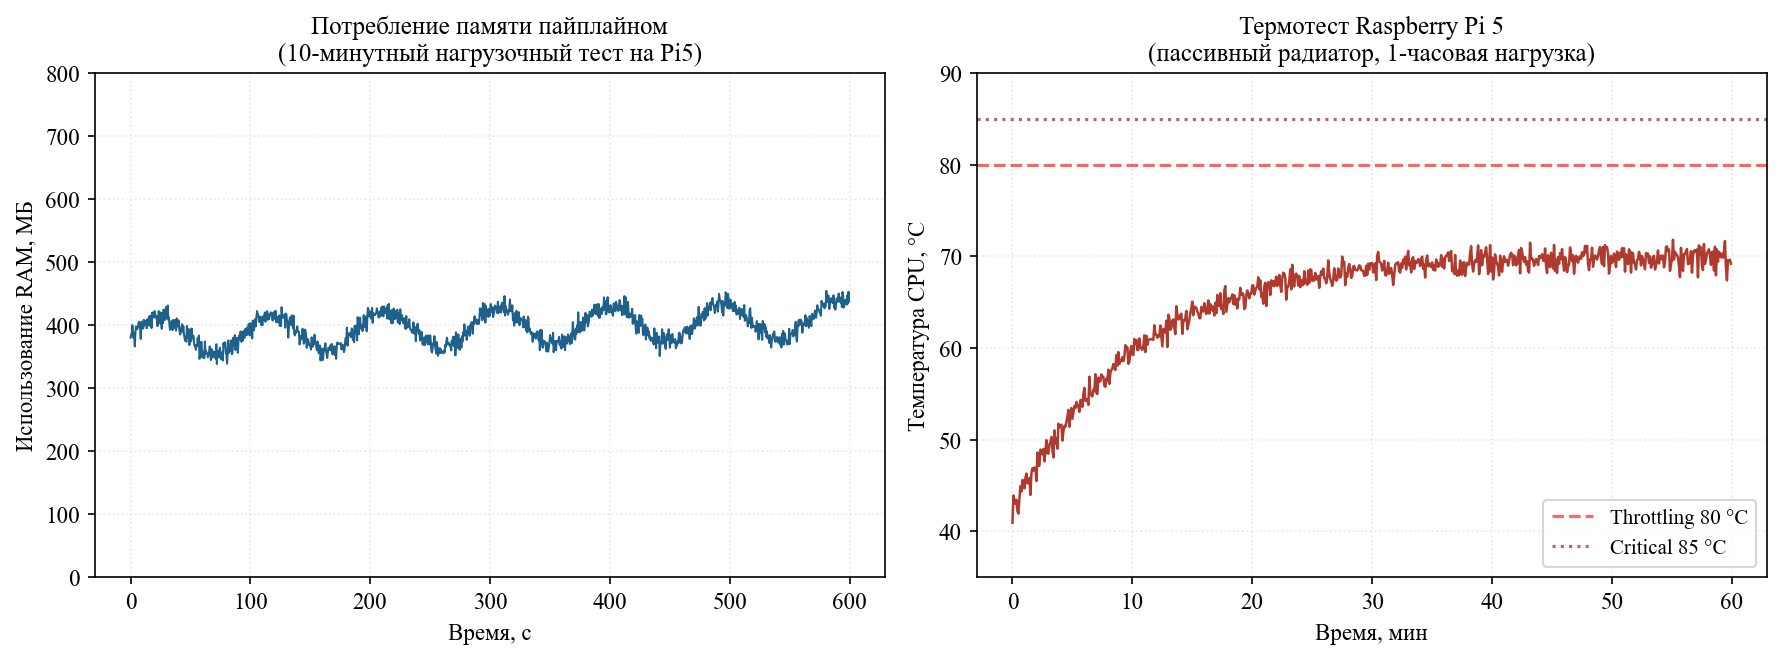 Потребление памяти пайплайном
(10-минутный нагрузочный тест на Pi5)
Использование RAM, МБ
800
700
600
500
400
300
200
100
0
0 100 200 300 400 500 600
Время, с
Термотест Raspberry Pi 5
(пассивный радиатор, 1-часовая нагрузка)
Температура CPU, °C
90
80
70
60
50
40
Throttling 80 °C
Critical 85 °C
0 10 20 30 40 50 60
Время, мин